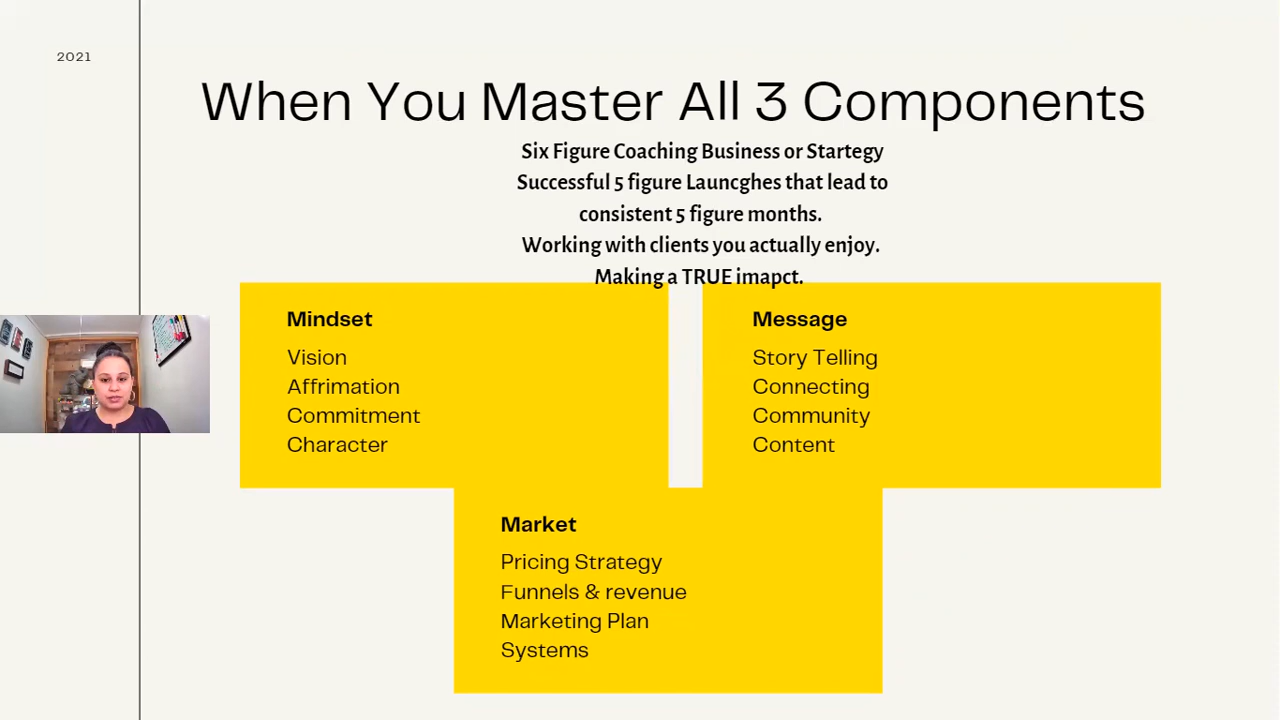 2021
When You Master All 3 Components
Six Figure Coaching Business or Startegy
Successful 5 figure Launcghes that lead to
consistent 5 figure months.
Working with clients you actually enjoy.
Making a TRUE imapct.
Mindset
Vision
Affrimation
Commitment
Character
Message
Story Telling
Connecting
Community
Content
Market
Pricing Strategy
Funnels & revenue
Marketing Plan
Systems